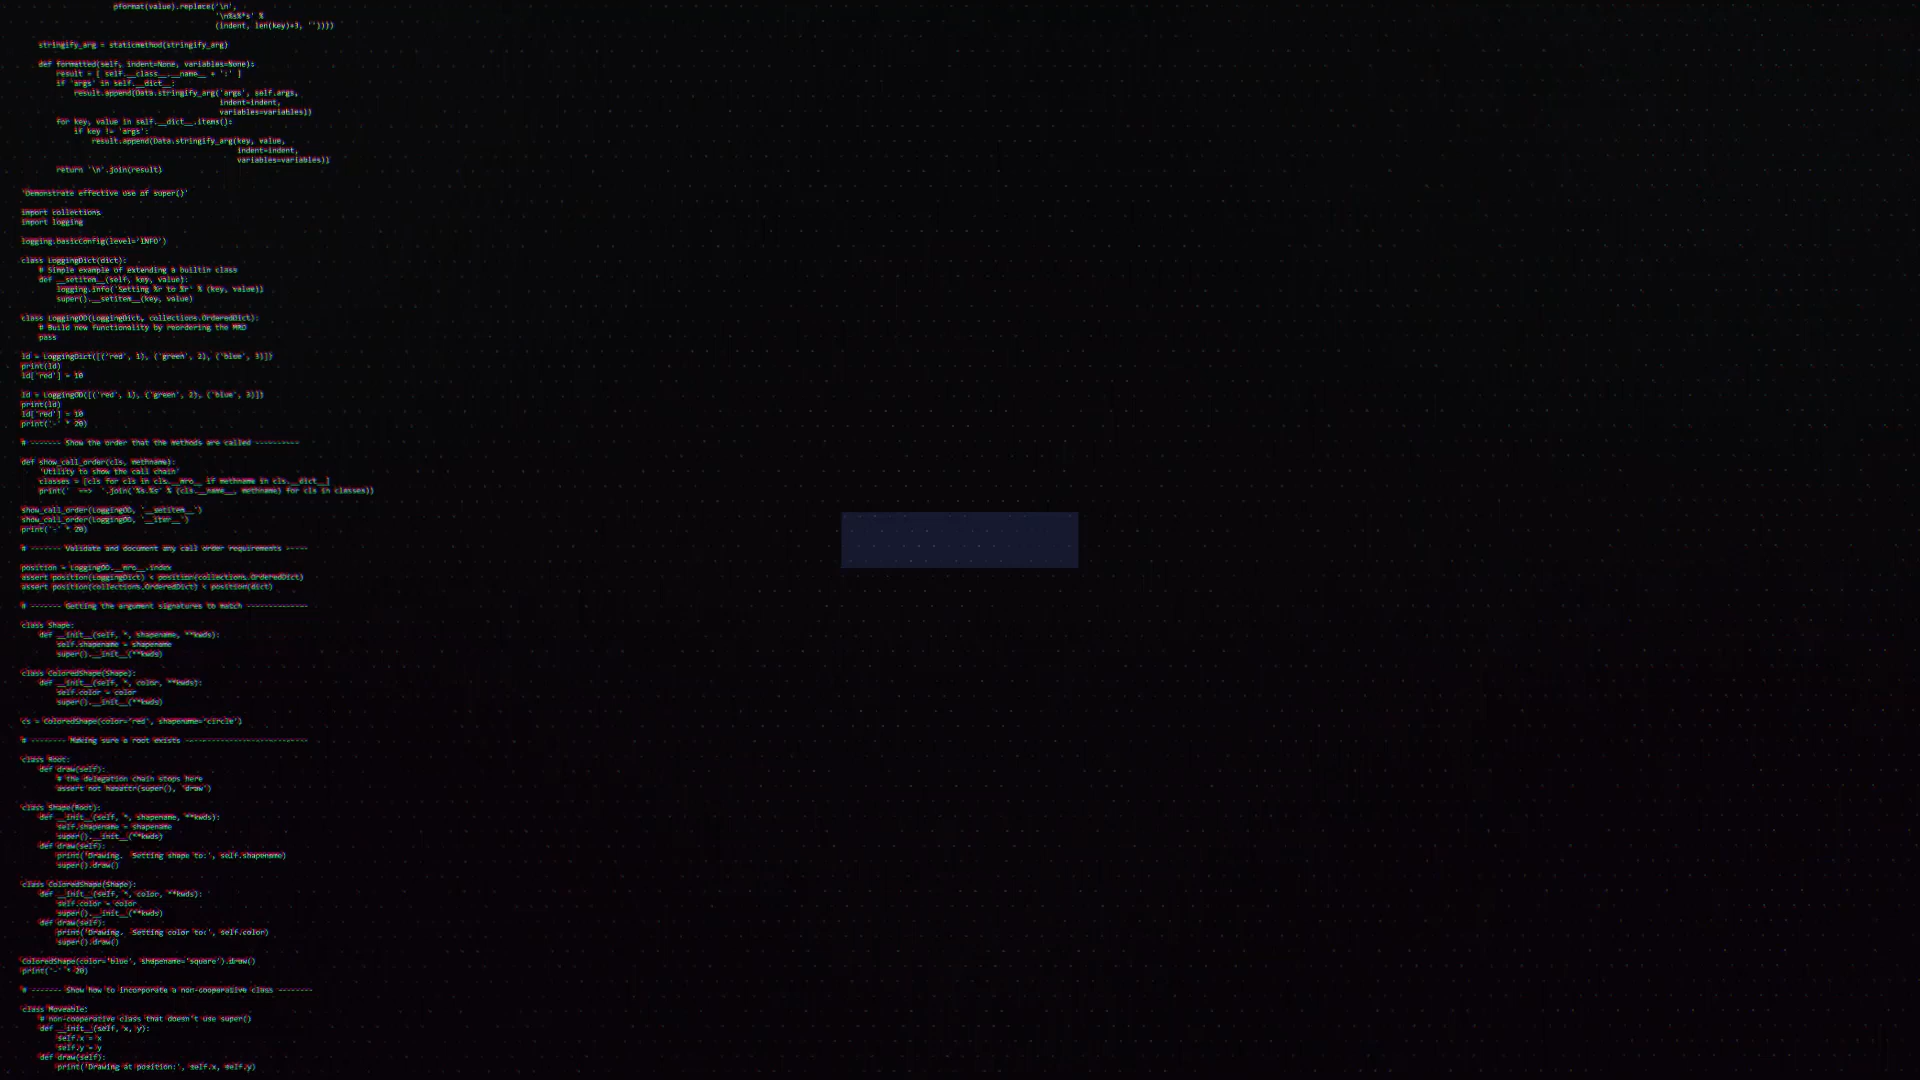 pformat(value).replace('\n',
'\n%s%*s' %
(indent, len(key)+3, ''))))
stringify_arg = staticmethod(stringify_arg)
def formatted(self, indent=None, variables=None):
result = [ self.__class__.__name__ + ':' ]
if 'args' in self.__dict__:
result.append(Data.stringify_arg('args', self.args,
indent=indent,
variables=variables))
for key, value in self.__dict__.items():
if key != 'args':
result.append(Data.stringify_arg(key, value,
indent=indent,
variables=variables))
return '\n'.join(result)
'Demonstrate effective use of super()'
import collections
import logging
logging.basicConfig(level='INFO')
class LoggingDict(dict):
# Simple example of extending a builtin class
def __setitem__(self, key, value):
logging.info('Setting %r to %r' % (key, value))
super().__setitem__(key, value)
class LoggingOD(LoggingDict, collections.OrderedDict):
# Build new functionality by reordering the MRO
pass
ld = LoggingDict([('red', 1), ('green', 2), ('blue', 3)])
print(ld)
ld['red'] = 10
ld = LoggingOD([('red', 1), ('green', 2), ('blue', 3)])
print(ld)
ld['red'] = 10
print('-' * 20)
# ------- Show the order that the methods are called ----------
def show_call_order(cls, methname):
'Utility to show the call chain'
classes = [cls for cls in cls.__mro__ if methname in cls.__dict__]
print('  ==>  '.join('%s.%s' % (cls.__name__, methname) for cls in classes))
show_call_order(LoggingOD, '__setitem__')
show_call_order(LoggingOD, '__iter__')
print('-' * 20)
# ------- Validate and document any call order requirements -----
position = LoggingOD.__mro__.index
assert position(LoggingDict) < position(collections.OrderedDict)
assert position(collections.OrderedDict) < position(dict)
# ------- Getting the argument signatures to match --------------
class Shape:
def __init__(self, *, shapename, **kwds):
self.shapename = shapename
super().__init__(**kwds)
class ColoredShape(Shape):
def __init__(self, *, color, **kwds):
self.color = color
super().__init__(**kwds)
cs = ColoredShape(color='red', shapename='circle')
# -------- Making sure a root exists ----------------------------
class Root:
def draw(self):
# the delegation chain stops here
assert not hasattr(super(), 'draw')
class Shape(Root):
def __init__(self, *, shapename, **kwds):
self.shapename = shapename
super().__init__(**kwds)
def draw(self):
print('Drawing.  Setting shape to:', self.shapename)
super().draw()
class ColoredShape(Shape):
def __init__(self, *, color, **kwds):
self.color = color
super().__init__(**kwds)
def draw(self):
print('Drawing.  Setting color to:', self.color)
super().draw()
ColoredShape(color='blue', shapename='square').draw()
print('-' * 20)
# ------- Show how to incorporate a non-cooperative class --------
class Moveable:
# non-cooperative class that doesn't use super()
def __init__(self, x, y):
self.x = x
self.y = y
def draw(self):
print('Drawing at position:', self.x, self.y)